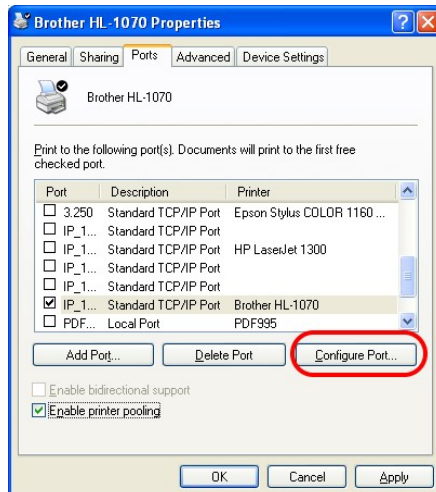 Brother HL-1070 Properties
General Sharing Ports Advanced Device Settings
Brother HL-1070
Print to the following port(s). Documents will print to the first free
checked port.
Port Description Printer
3.250 Standard TCP/IP Port Epson Stylus COLOR 1160 ...
IP_1... Standard TCP/IP Port
IP_1... Standard TCP/IP Port HP LaserJet 1300
IP_1... Standard TCP/IP Port
IP_1... Standard TCP/IP Port
IP_1... Standard TCP/IP Port Brother HL-1070
PDF... Local Port PDF995
Add Port... Delete Port Configure Port...
Enable bidirectional support
Enable printer pooling
OK Cancel Apply